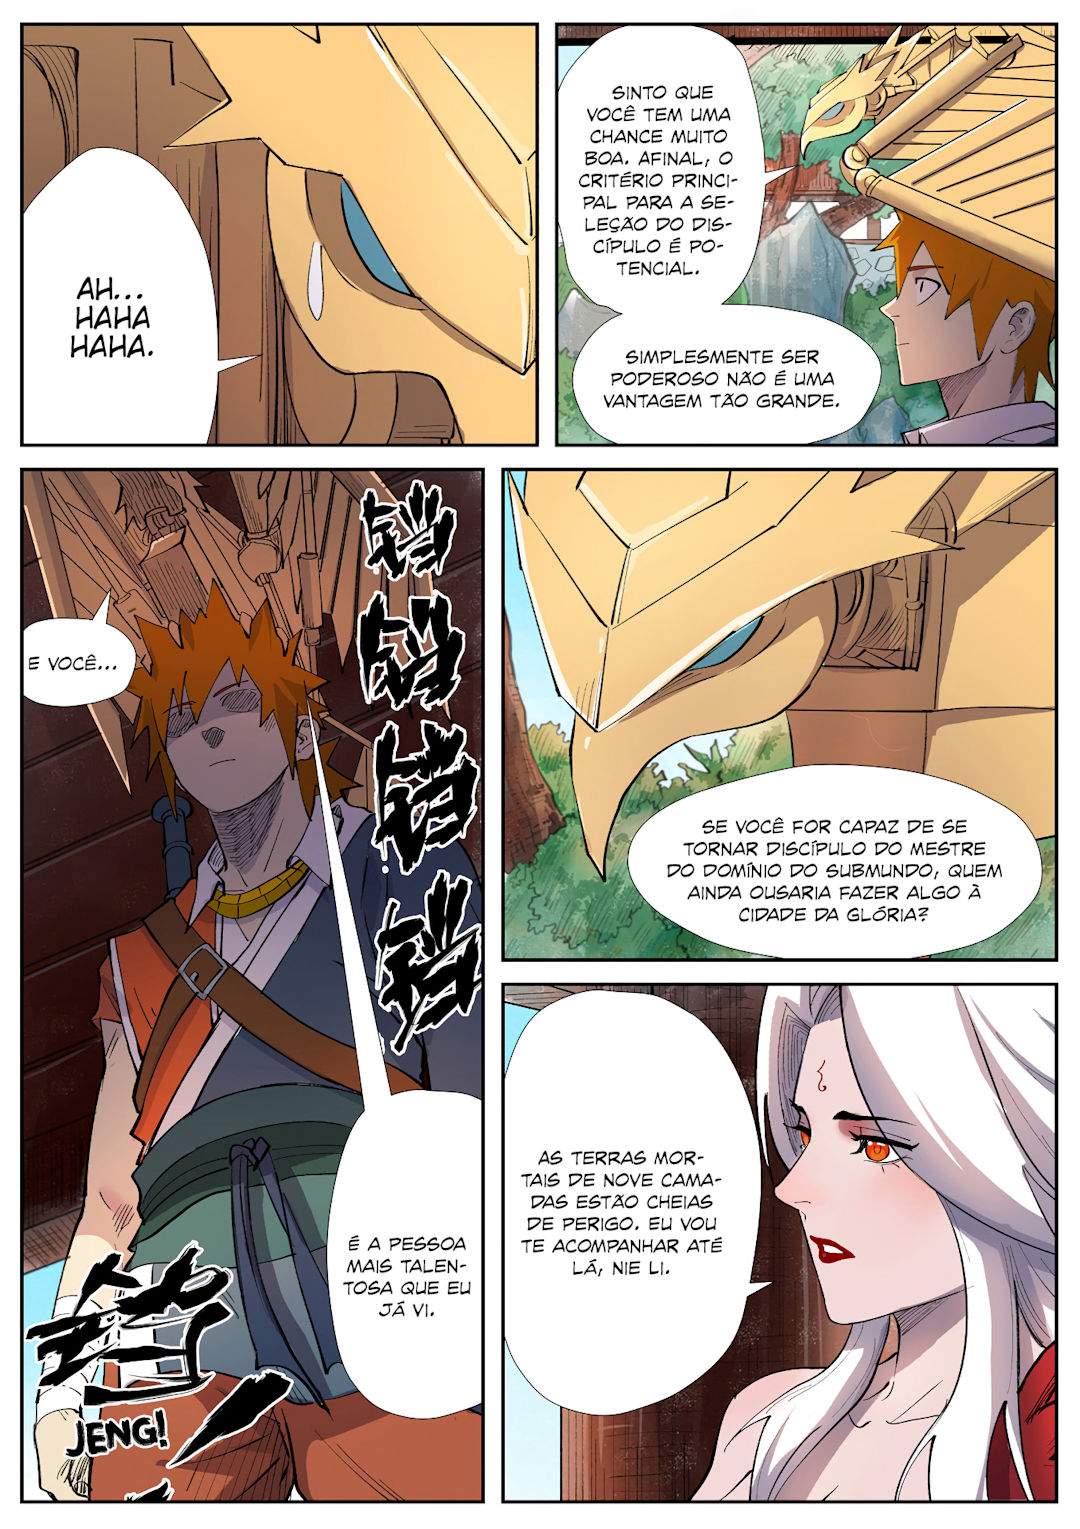 AH...
HAHA
HAHA.
SINTO QUE
VOCÊ TEM UMA
CHANCE MUITO
BOA. AFINAL, O
CRITÉRIO PRINCI-
PAL PARA A SE-
LEÇÃO DO DIS-
CÍPULO É PO-
TENCIAL.
SIMPLESMENTE SER
PODEROSO NÃO É UMA
VANTAGEM TÃO GRANDE.
E VOCÊ...
É A PESSOA
MAIS TALEN-
TOSA QUE EU
JÁ VI.
JENG!
SE VOCÊ FOR CAPAZ DE SE
TORNAR DISCÍPULO DO MESTRE
DO DOMÍNIO DO SUBMUNDO, QUEM
AINDA OUSARIA FAZER ALGO À
CIDADE DA GLÓRIA?
AS TERRAS MOR-
TAIS DE NOVE CAMA-
DAS ESTÃO CHEIAS
DE PERIGO. EU VOU
TE ACOMPANHAR ATÉ
LÁ, NIE LI.